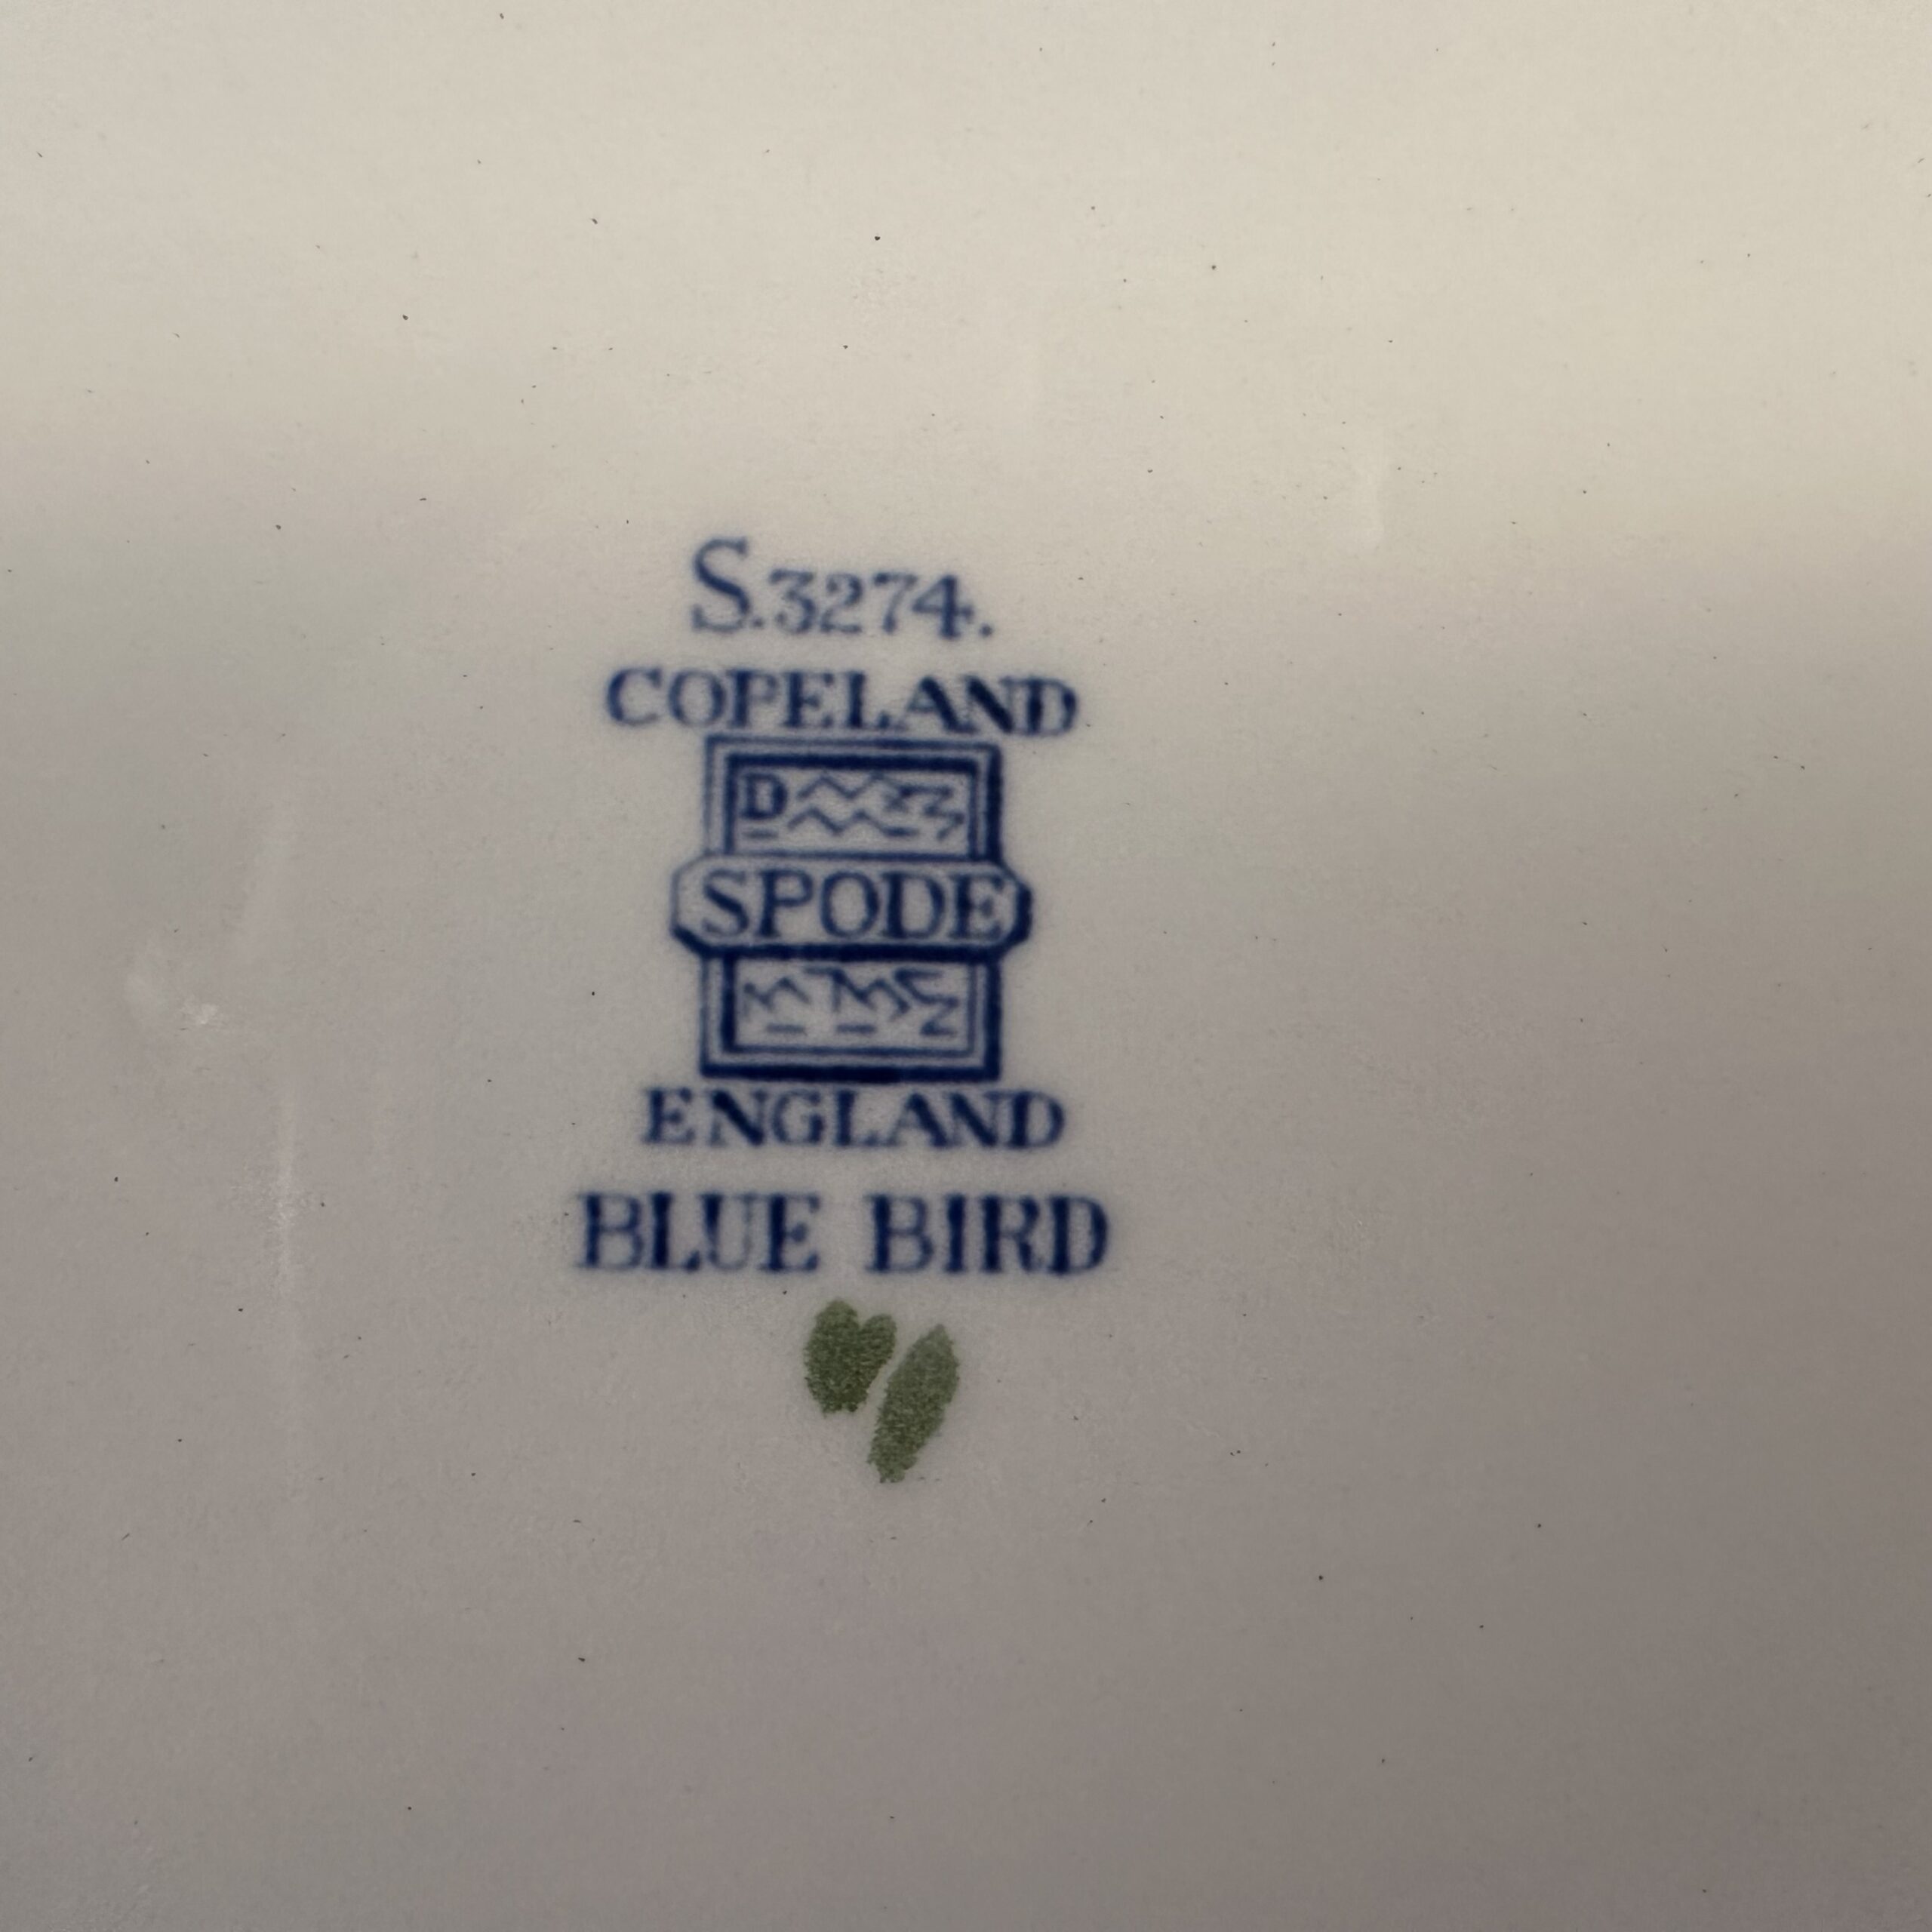 S.3274.
COPELAND
SPODE
ENGLAND
BLUE BIRD